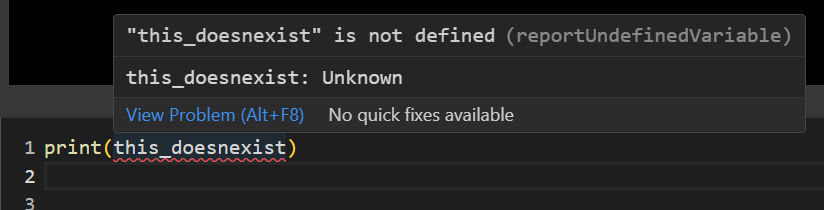 "this_doesnexist" is not defined (reportUndefinedVariable)
this_doesnexist: Unknown
View Problem (Alt+F8) No quick fixes available
1 print(this_doesnexist)
2
3